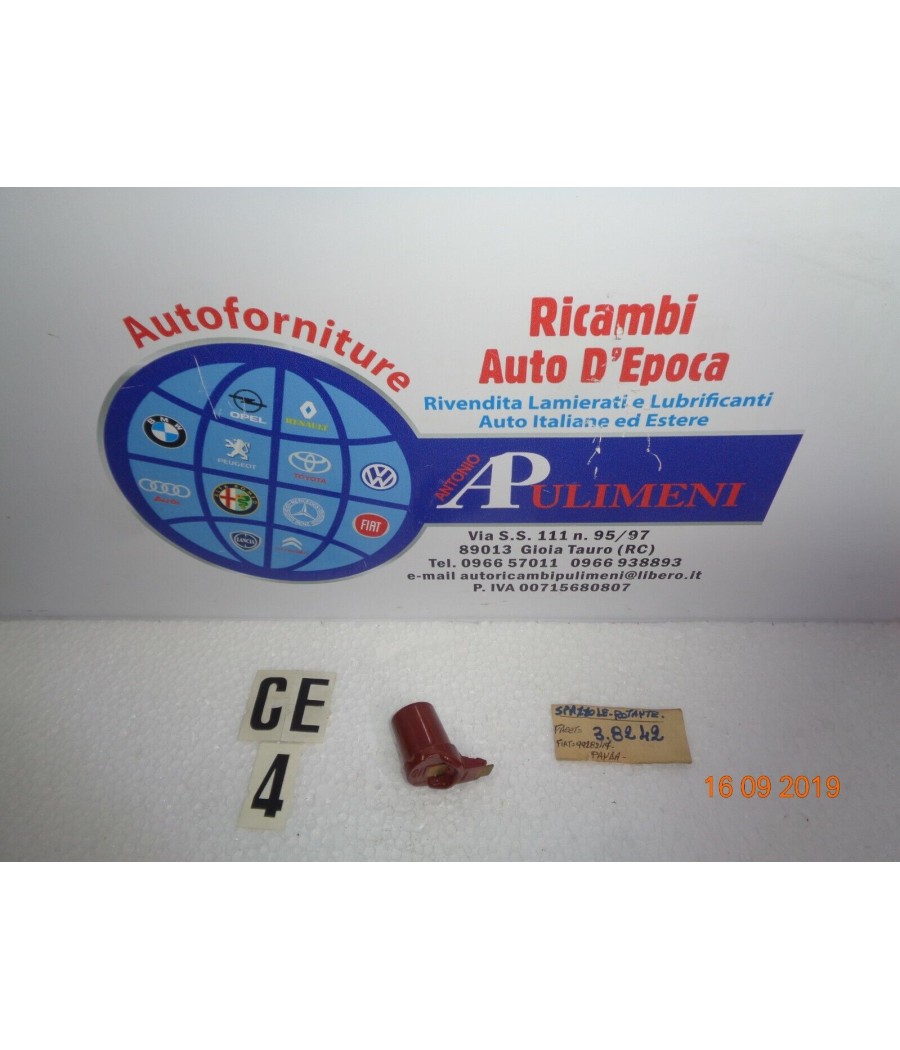 Autoforniture
Ricambi
Auto D'Epoca
Rivendita Lamierati e Lubrificanti
Auto Italiane ed Estere
OPEL
RENAULT
BMW
PEUGEOT
TOYOTA
Audi
FIAT
LANCIA
ANTONIO
APULIMENI
Via S.S. 111 n. 95/97
89013 Gioia Tauro (RC)
Tel. 0966 57011 0966 938893
e-mail autoricambipulimeni@libero.it
P. IVA 00715680807
CE
4
SPAZZOLE-ROTANTE.
3.8242
16 09 2019